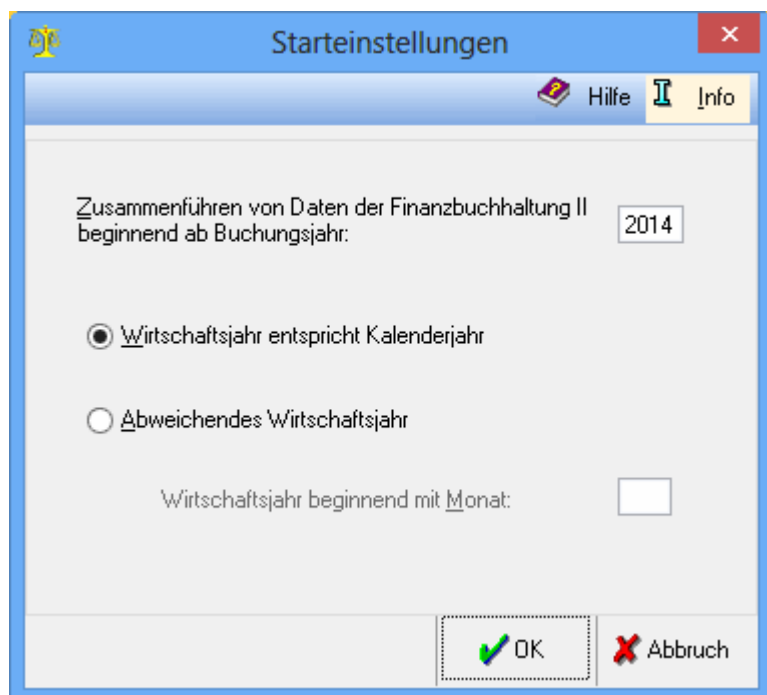 Starteinstellungen
Hilfe Info
Zusammenführen von Daten der Finanzbuchhaltung II
beginnend ab Buchungsjahr:
2014
Wirtschaftsjahr entspricht Kalenderjahr
Abweichendes Wirtschaftsjahr
Wirtschaftsjahr beginnend mit Monat:
OK Abbruch